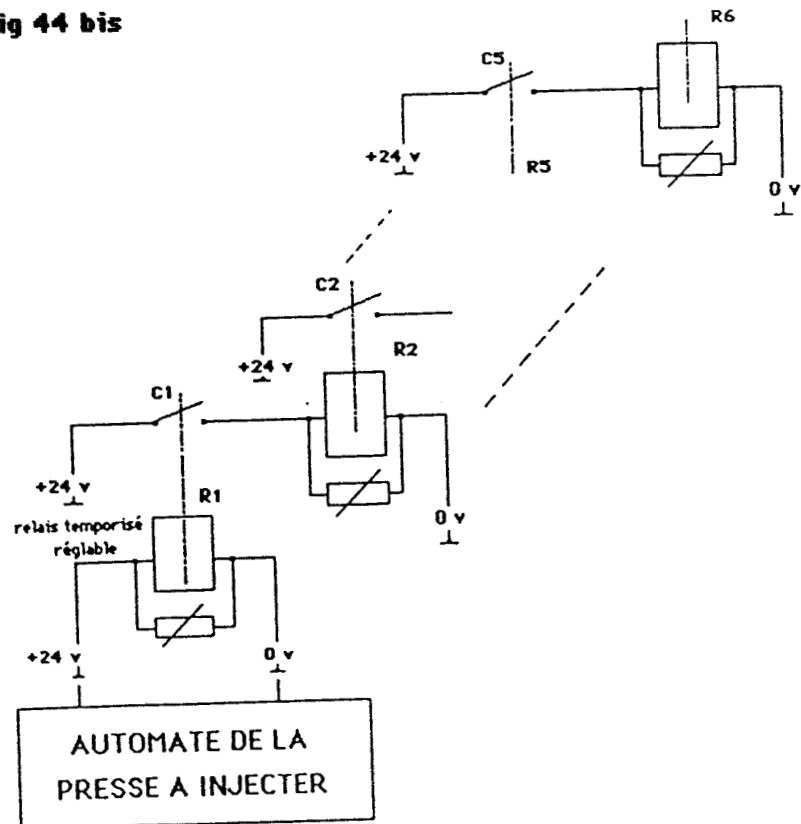 ig 44 bis
R6
C5
+24 v
R5
0 v
C2
+24 v
R2
C1
+24 v
R1
0 v
relais temporisé
réglable
+24 v
0 v
AUTOMATE DE LA
PRESSE A INJECTER